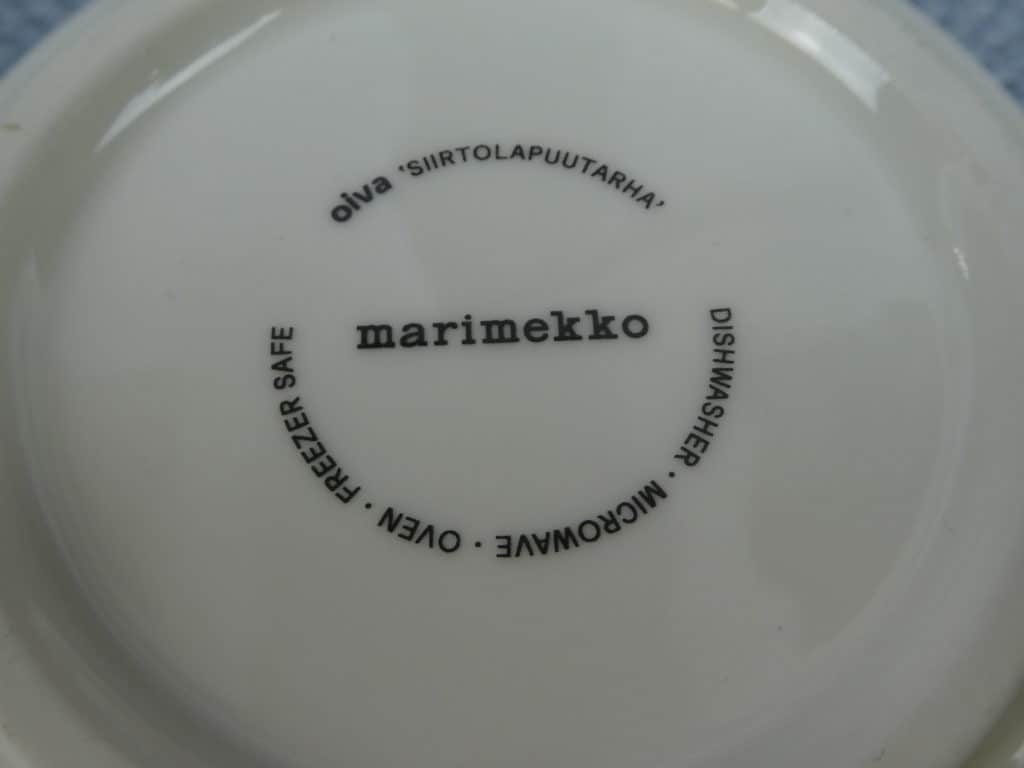 oiva 'SIIRTOLAPUUTARHA'
marimekko
DISHWASHER · MICROWAVE · OVEN · FREEZER SAFE